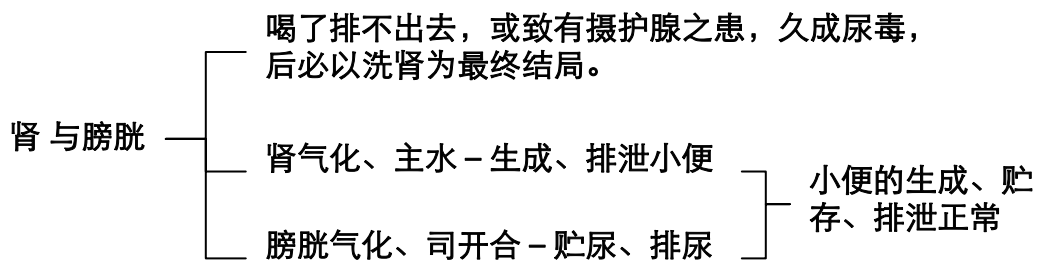 喝了排不出去，或致有摄护腺之患，久成尿毒，
后必以洗肾为最终结局。
肾 与膀胱
肾气化、主水－生成、排泄小便
膀胱气化、司开合－贮尿、排尿
小便的生成、贮
存、排泄正常